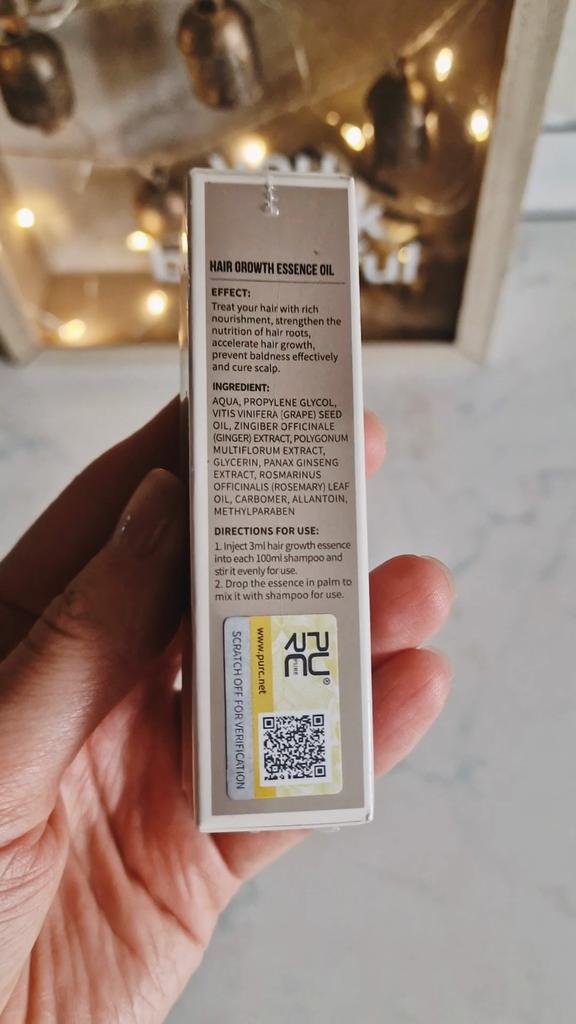 HAIR GROWTH ESSENCE OIL
EFFECT:
Treat your hair with rich
nourishment, strengthen the
nutrition of hair roots,
accelerate hair growth,
prevent baldness effectively
and cure scalp.
INGREDIENT:
AQUA, PROPYLENE GLYCOL,
VITIS VINIFERA (GRAPE) SEED
OIL, ZINGIBER OFFICINALE
(GINGER) EXTRACT, POLYGONUM
MULTIFLORUM EXTRACT,
GLYCERIN, PANAX GINSENG
EXTRACT, ROSMARINUS
OFFICINALIS (ROSEMARY) LEAF
OIL, CARBOMER, ALLANTOIN,
METHYLPARABEN
DIRECTIONS FOR USE:
1. Inject 3ml hair growth essence
into each 100ml shampoo and
stir it evenly for use.
2. Drop the essence in palm to
mix it with shampoo for use.
PURC®
PURE
www.purc.net
SCRATCH OFF FOR VERIFICATION